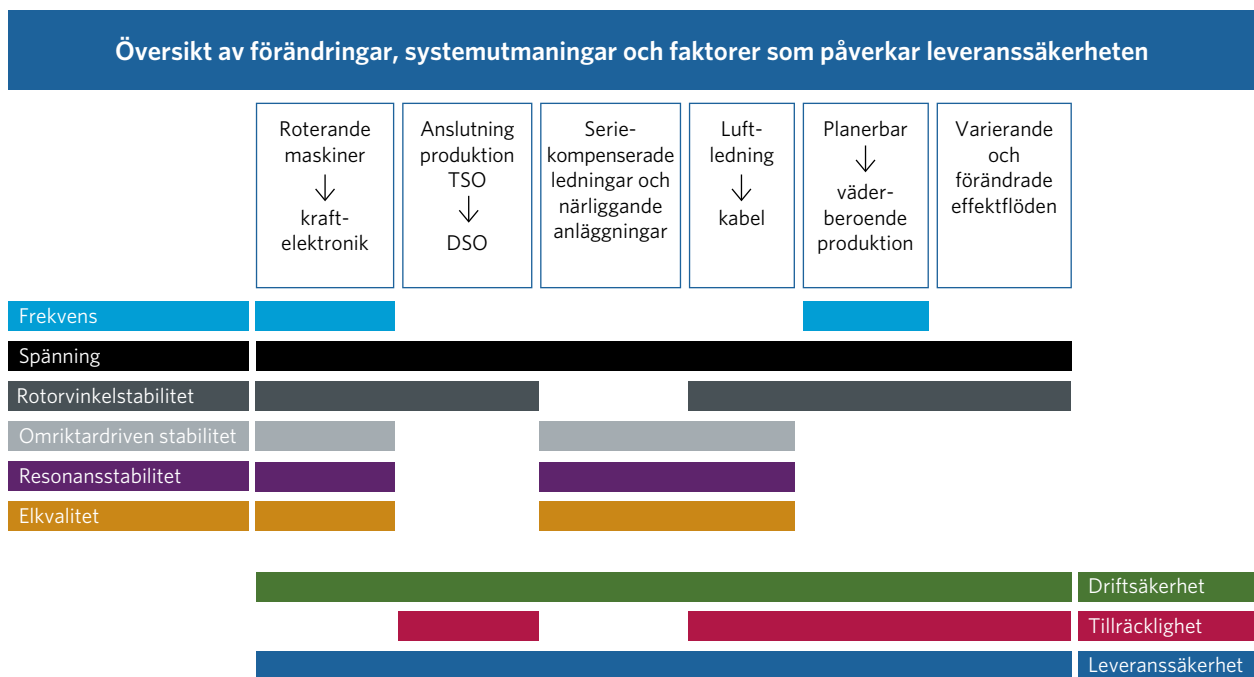 Översikt av förändringar, systemutmaningar och faktorer som påverkar leveranssäkerheten
Roterande
maskiner
↓
kraft-
elektronik
Anslutning
produktion
TSO
↓
DSO
Serie-
kompenserade
ledningar och
närliggande
anläggningar
Luft-
ledning
↓
kabel
Planerbar
↓
väder-
beroende
produktion
Varierande
och
förändrade
effektflöden
Frekvens
Spänning
Rotorvinkelstabilitet
Omriktardriven stabilitet
Resonansstabilitet
Elkvalitet
Driftsäkerhet
Tillräcklighet
Leveranssäkerhet